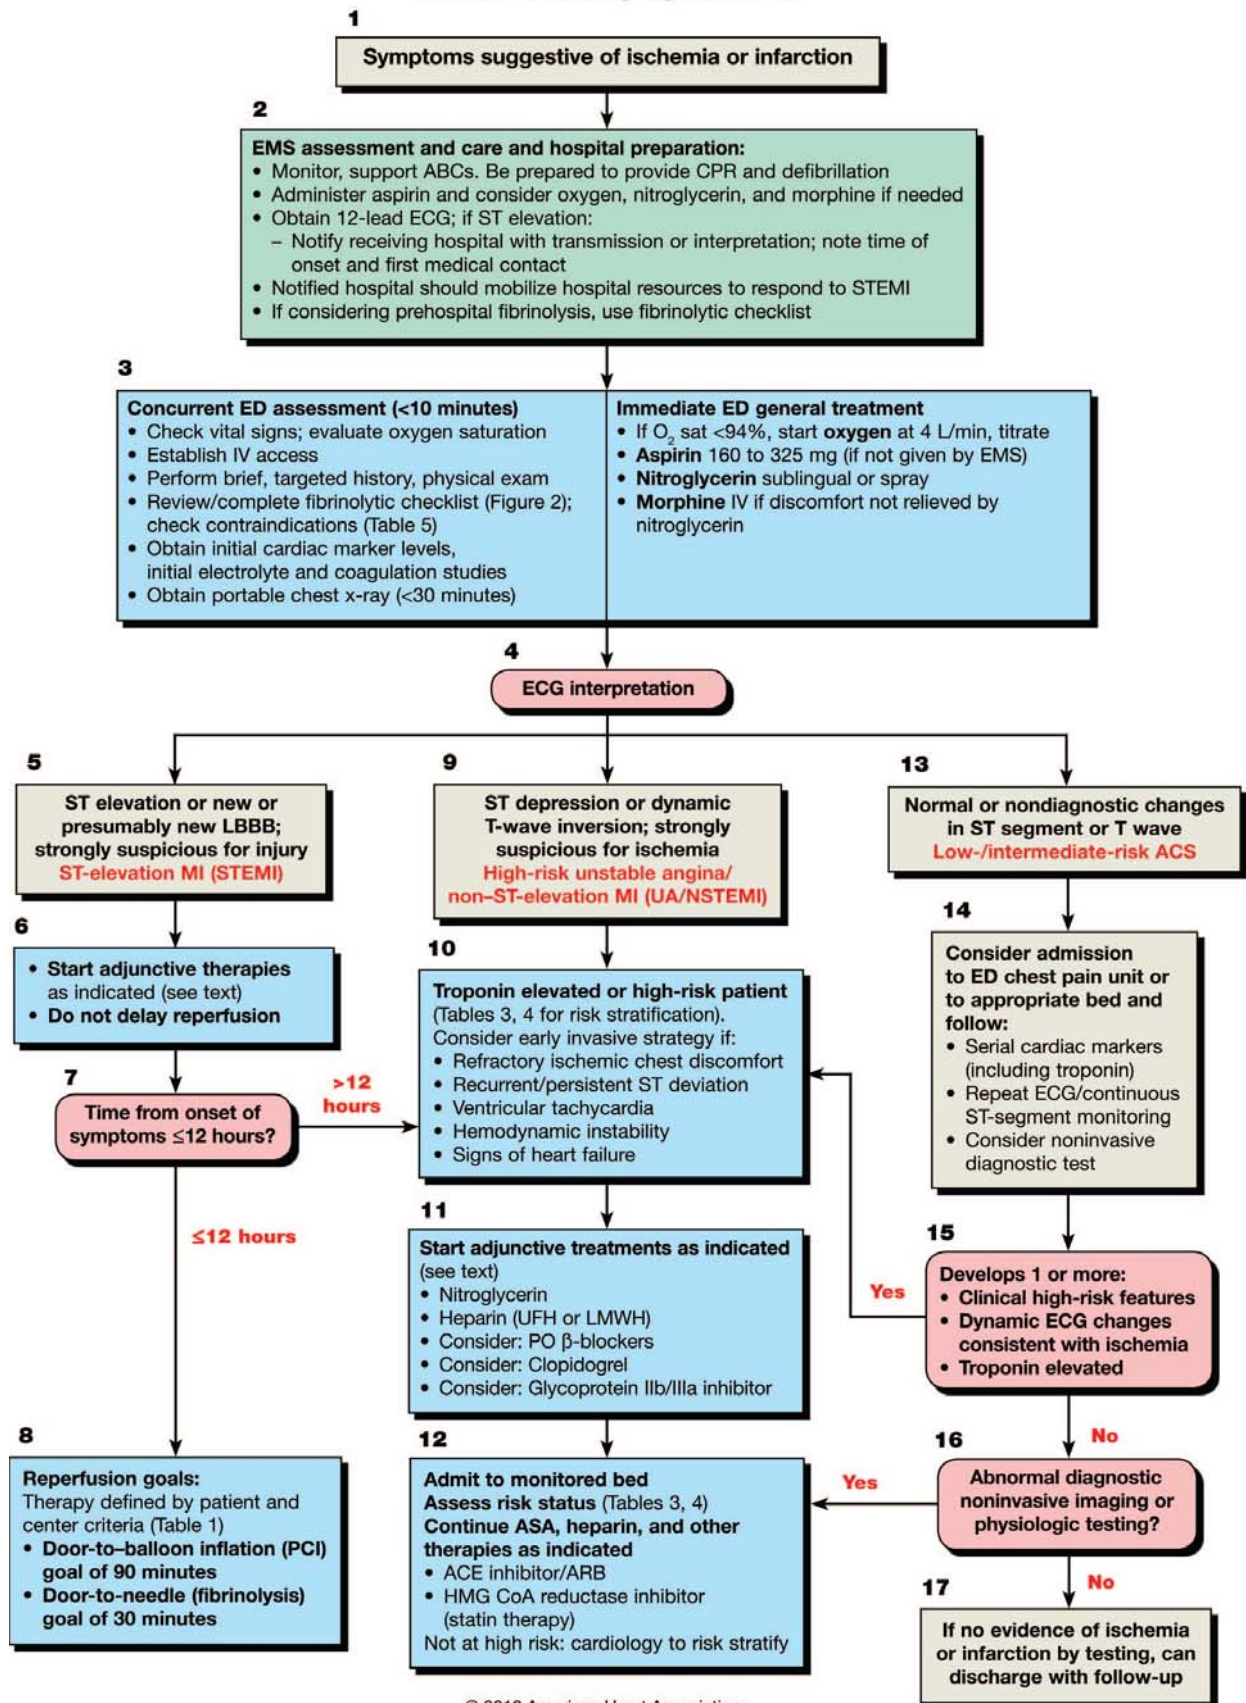 1
Symptoms suggestive of ischemia or infarction
2
EMS assessment and care and hospital preparation:
• Monitor, support ABCs. Be prepared to provide CPR and defibrillation
• Administer aspirin and consider oxygen, nitroglycerin, and morphine if needed
• Obtain 12-lead ECG; if ST elevation:
– Notify receiving hospital with transmission or interpretation; note time of
onset and first medical contact
• Notified hospital should mobilize hospital resources to respond to STEMI
• If considering prehospital fibrinolysis, use fibrinolytic checklist
3
Concurrent ED assessment (<10 minutes)
• Check vital signs; evaluate oxygen saturation
• Establish IV access
• Perform brief, targeted history, physical exam
• Review/complete fibrinolytic checklist (Figure 2);
check contraindications (Table 5)
• Obtain initial cardiac marker levels,
initial electrolyte and coagulation studies
• Obtain portable chest x-ray (<30 minutes)
Immediate ED general treatment
• If O₂ sat <94%, start oxygen at 4 L/min, titrate
• Aspirin 160 to 325 mg (if not given by EMS)
• Nitroglycerin sublingual or spray
• Morphine IV if discomfort not relieved by
nitroglycerin
4
ECG interpretation
5
ST elevation or new or
presumably new LBBB;
strongly suspicious for injury
ST-elevation MI (STEMI)
6
• Start adjunctive therapies
as indicated (see text)
• Do not delay reperfusion
7
Time from onset of
symptoms ≤12 hours?
>12
hours
≤12 hours
8
Reperfusion goals:
Therapy defined by patient and
center criteria (Table 1)
• Door-to–balloon inflation (PCI)
goal of 90 minutes
• Door-to-needle (fibrinolysis)
goal of 30 minutes
9
ST depression or dynamic
T-wave inversion; strongly
suspicious for ischemia
High-risk unstable angina/
non–ST-elevation MI (UA/NSTEMI)
10
Troponin elevated or high-risk patient
(Tables 3, 4 for risk stratification).
Consider early invasive strategy if:
• Refractory ischemic chest discomfort
• Recurrent/persistent ST deviation
• Ventricular tachycardia
• Hemodynamic instability
• Signs of heart failure
11
Start adjunctive treatments as indicated
(see text)
• Nitroglycerin
• Heparin (UFH or LMWH)
• Consider: PO β-blockers
• Consider: Clopidogrel
• Consider: Glycoprotein IIb/IIIa inhibitor
12
Admit to monitored bed
Assess risk status (Tables 3, 4)
Continue ASA, heparin, and other
therapies as indicated
• ACE inhibitor/ARB
• HMG CoA reductase inhibitor
(statin therapy)
Not at high risk: cardiology to risk stratify
13
Normal or nondiagnostic changes
in ST segment or T wave
Low-/intermediate-risk ACS
14
Consider admission
to ED chest pain unit or
to appropriate bed and
follow:
• Serial cardiac markers
(including troponin)
• Repeat ECG/continuous
ST-segment monitoring
• Consider noninvasive
diagnostic test
15
Develops 1 or more:
• Clinical high-risk features
• Dynamic ECG changes
consistent with ischemia
• Troponin elevated
Yes
No
16
Abnormal diagnostic
noninvasive imaging or
physiologic testing?
Yes
No
17
If no evidence of ischemia
or infarction by testing, can
discharge with follow-up
American Heart Association